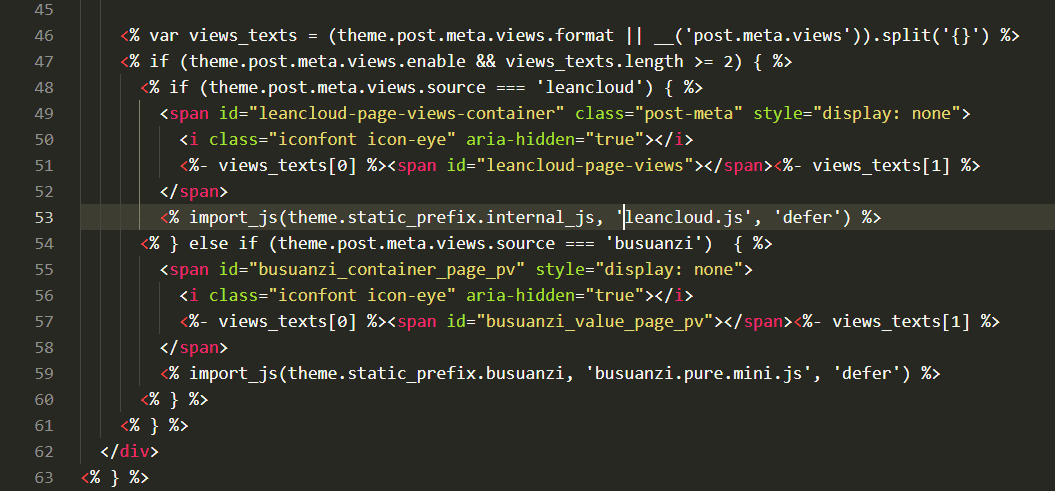 45
46 <% var views_texts = (theme.post.meta.views.format || __('post.meta.views')).split('{}') %>
47 <% if (theme.post.meta.views.enable && views_texts.length >= 2) { %>
48 <% if (theme.post.meta.views.source === 'leancloud') { %>
49 <span id="leancloud-page-views-container" class="post-meta" style="display: none">
50 <i class="iconfont icon-eye" aria-hidden="true"></i>
51 <%- views_texts[0] %><span id="leancloud-page-views"></span><%- views_texts[1] %>
52 </span>
53 <% import_js(theme.static_prefix.internal_js, 'leancloud.js', 'defer') %>
54 <% } else if (theme.post.meta.views.source === 'busuanzi')  { %>
55 <span id="busuanzi_container_page_pv" style="display: none">
56 <i class="iconfont icon-eye" aria-hidden="true"></i>
57 <%- views_texts[0] %><span id="busuanzi_value_page_pv"></span><%- views_texts[1] %>
58 </span>
59 <% import_js(theme.static_prefix.busuanzi, 'busuanzi.pure.mini.js', 'defer') %>
60 <% } %>
61 <% } %>
62 </div>
63 <% } %>